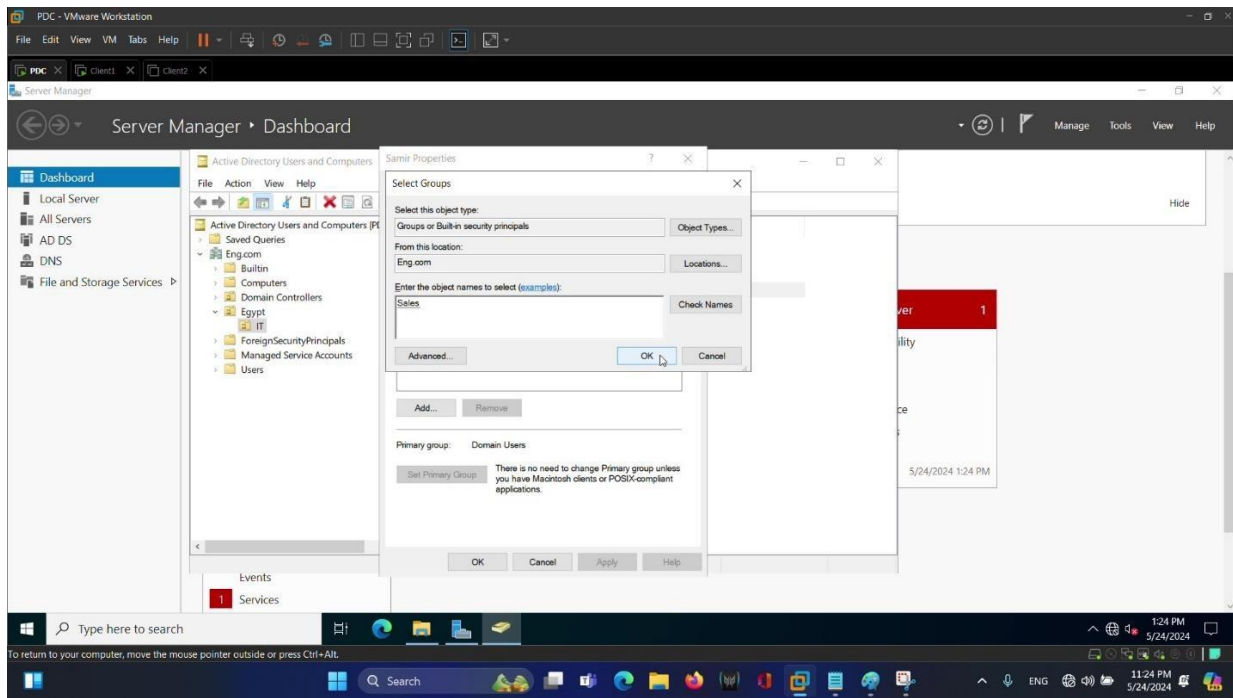 PDC - VMware Workstation
File Edit View VM Tabs Help
PDC Client1 Client2
Server Manager
Server Manager • Dashboard
Manage Tools View Help
Dashboard
Local Server
All Servers
AD DS
DNS
File and Storage Services
Active Directory Users and Computers
File Action View Help
Active Directory Users and Computers [P
Saved Queries
Eng.com
Builtin
Computers
Domain Controllers
Egypt
IT
ForeignSecurityPrincipals
Managed Service Accounts
Users
Samir Properties
Select Groups
Select this object type:
Groups or Built-in security principals
Object Types...
From this location:
Eng.com
Locations...
Enter the object names to select (examples):
Sales
Check Names
Advanced...
OK
Cancel
Add...
Remove
Primary group: Domain Users
Set Primary Group
There is no need to change Primary group unless
you have Macintosh clients or POSIX-compliant
applications.
OK
Cancel
Apply
Help
Hide
ver 1
ility
ce
5/24/2024 1:24 PM
Events
1 Services
Type here to search
1:24 PM
5/24/2024
To return to your computer, move the mouse pointer outside or press Ctrl+Alt.
Search
ENG
11:24 PM
5/24/2024